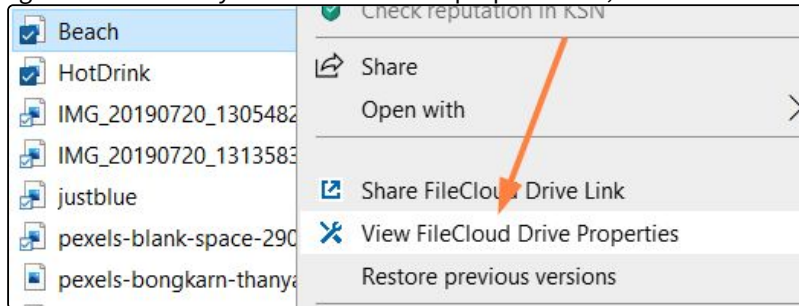 Beach
HotDrink
IMG_20190720_1305482
IMG_20190720_1313583
justblue
pexels-blank-space-290
pexels-bongkarn-thanya
Check reputation in KSN
Share
Open with
Share FileCloud Drive Link
View FileCloud Drive Properties
Restore previous versions